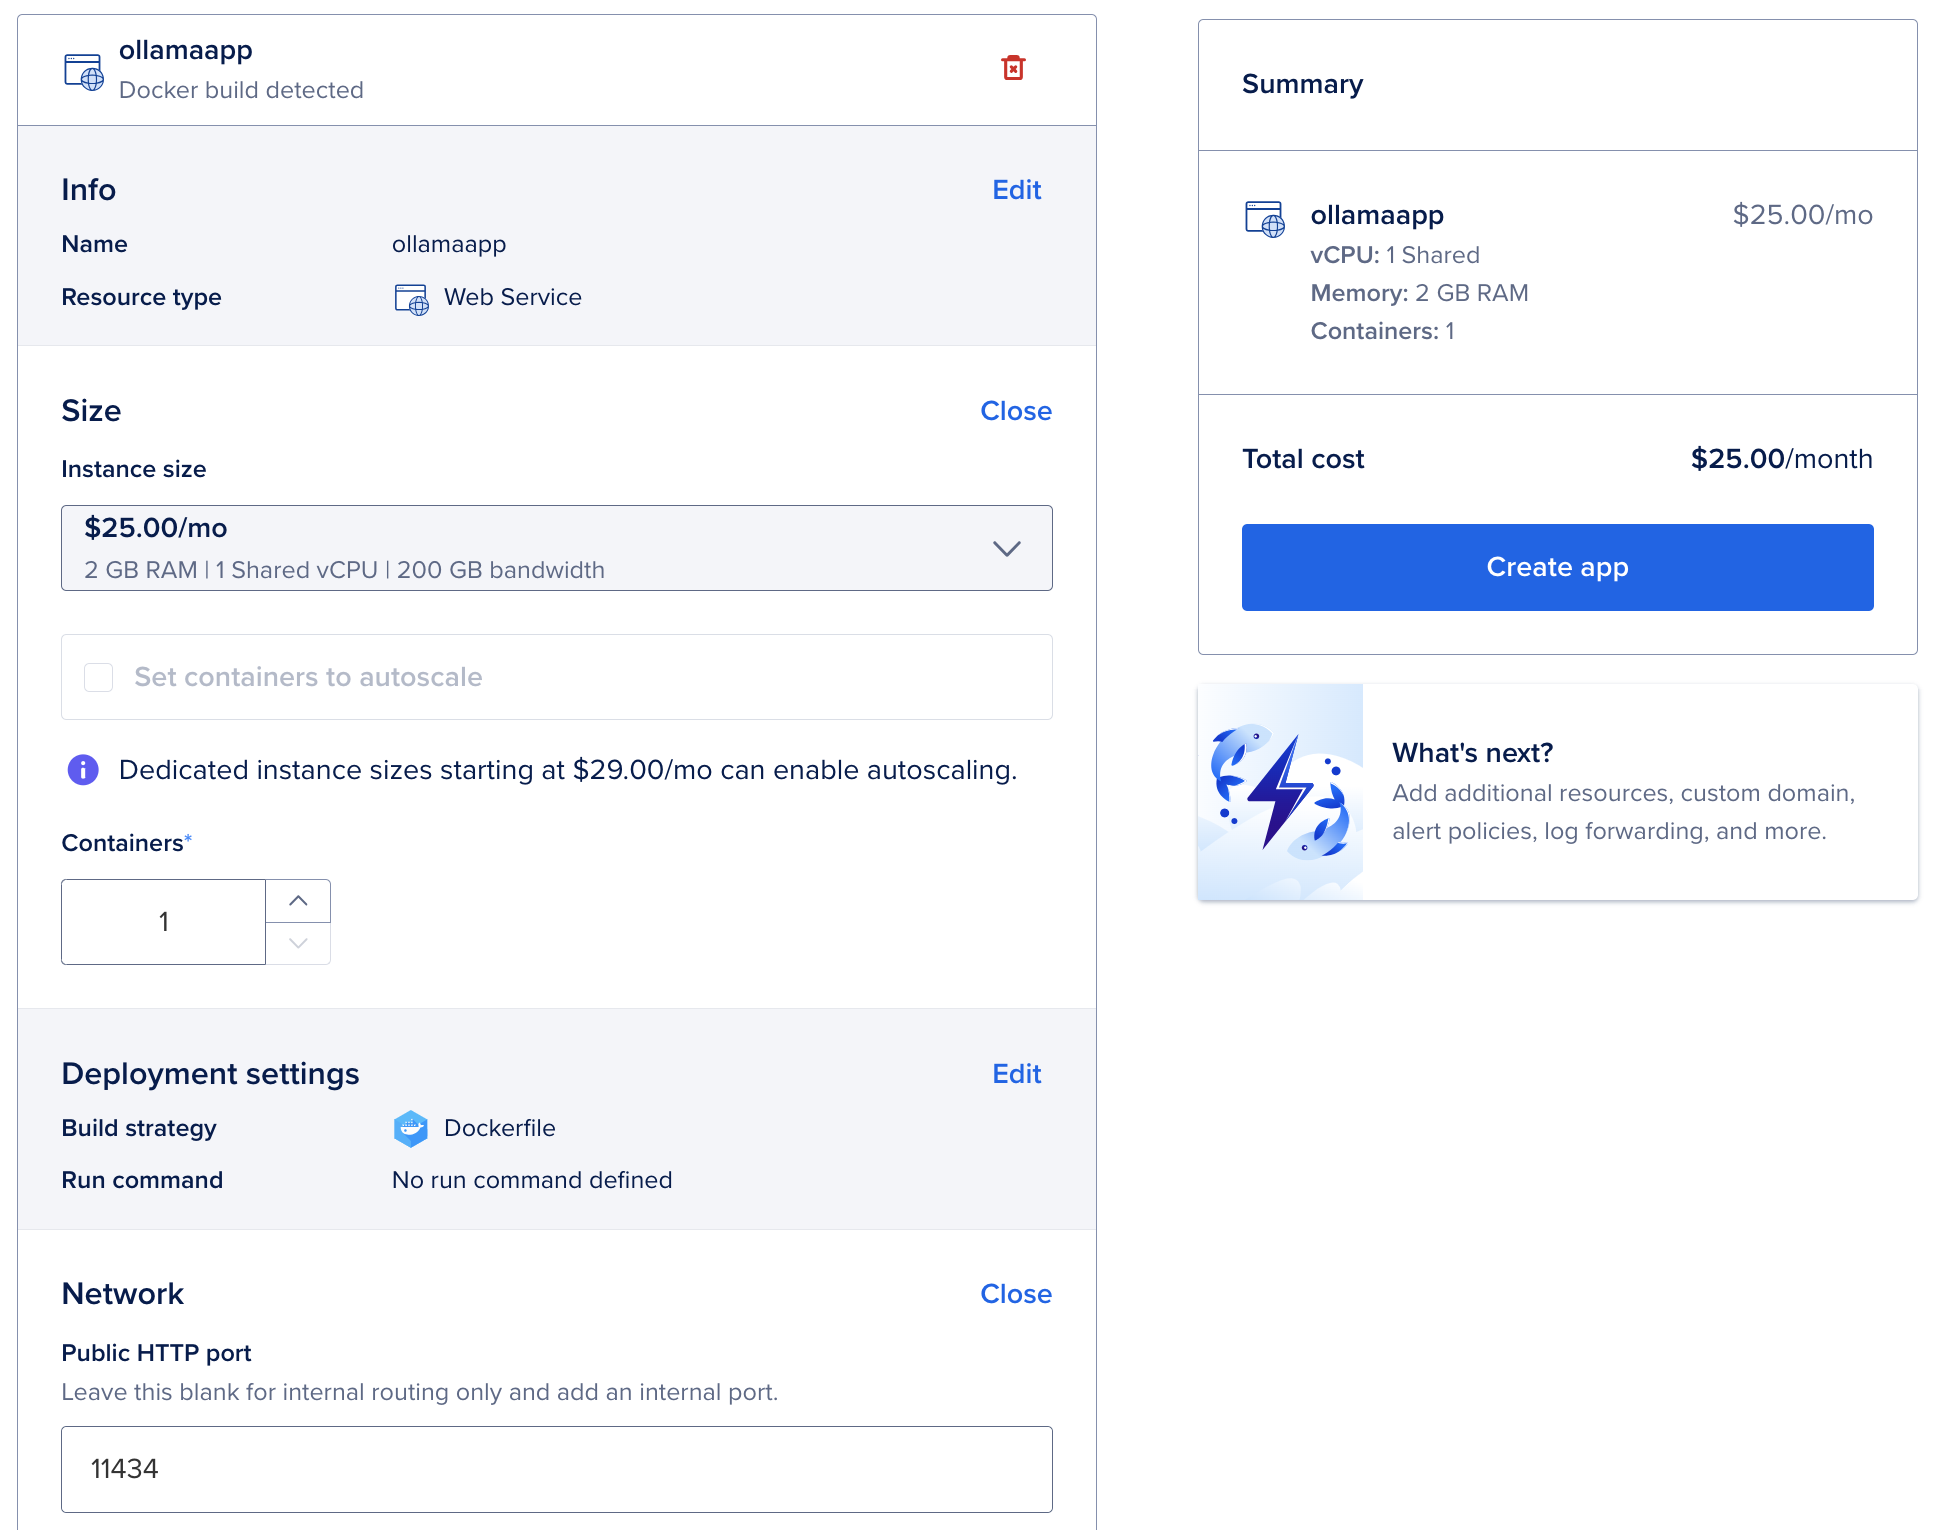 ollamaapp
Docker build detected
Info
Edit
Name
ollamaapp
Resource type
Web Service
Size
Close
Instance size
$25.00/mo
2 GB RAM | 1 Shared vCPU | 200 GB bandwidth
Set containers to autoscale
Dedicated instance sizes starting at $29.00/mo can enable autoscaling.
Containers*
1
Deployment settings
Edit
Build strategy
Dockerfile
Run command
No run command defined
Network
Close
Public HTTP port
Leave this blank for internal routing only and add an internal port.
11434
Summary
ollamaapp
$25.00/mo
vCPU: 1 Shared
Memory: 2 GB RAM
Containers: 1
Total cost
$25.00/month
Create app
What's next?
Add additional resources, custom domain,
alert policies, log forwarding, and more.